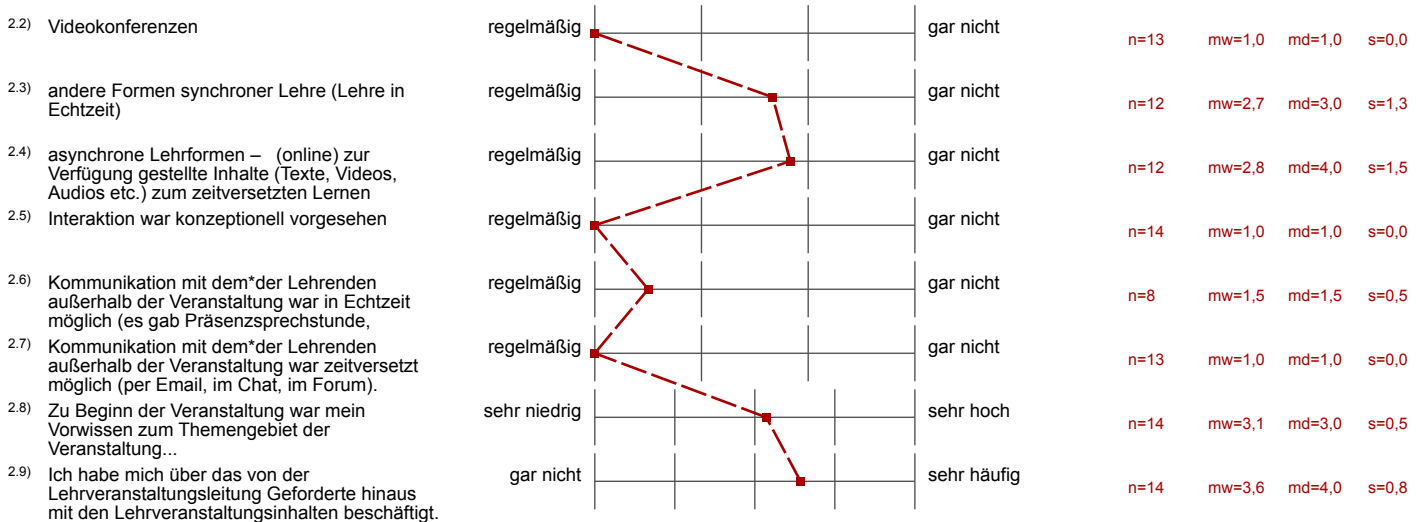 2.2) Videokonferenzen regelmäßig gar nicht n=13 mw=1,0 md=1,0 s=0,0
2.3) andere Formen synchroner Lehre (Lehre in
Echtzeit) regelmäßig gar nicht n=12 mw=2,7 md=3,0 s=1,3
2.4) asynchrone Lehrformen – (online) zur
Verfügung gestellte Inhalte (Texte, Videos,
Audios etc.) zum zeitversetzten Lernen regelmäßig gar nicht n=12 mw=2,8 md=4,0 s=1,5
2.5) Interaktion war konzeptionell vorgesehen regelmäßig gar nicht n=14 mw=1,0 md=1,0 s=0,0
2.6) Kommunikation mit dem*der Lehrenden
außerhalb der Veranstaltung war in Echtzeit
möglich (es gab Präsenzsprechstunde, regelmäßig gar nicht n=8 mw=1,5 md=1,5 s=0,5
2.7) Kommunikation mit dem*der Lehrenden
außerhalb der Veranstaltung war zeitversetzt
möglich (per Email, im Chat, im Forum). regelmäßig gar nicht n=13 mw=1,0 md=1,0 s=0,0
2.8) Zu Beginn der Veranstaltung war mein
Vorwissen zum Themengebiet der
Veranstaltung... sehr niedrig sehr hoch n=14 mw=3,1 md=3,0 s=0,5
2.9) Ich habe mich über das von der
Lehrveranstaltungsleitung Geforderte hinaus
mit den Lehrveranstaltungsinhalten beschäftigt. gar nicht sehr häufig n=14 mw=3,6 md=4,0 s=0,8